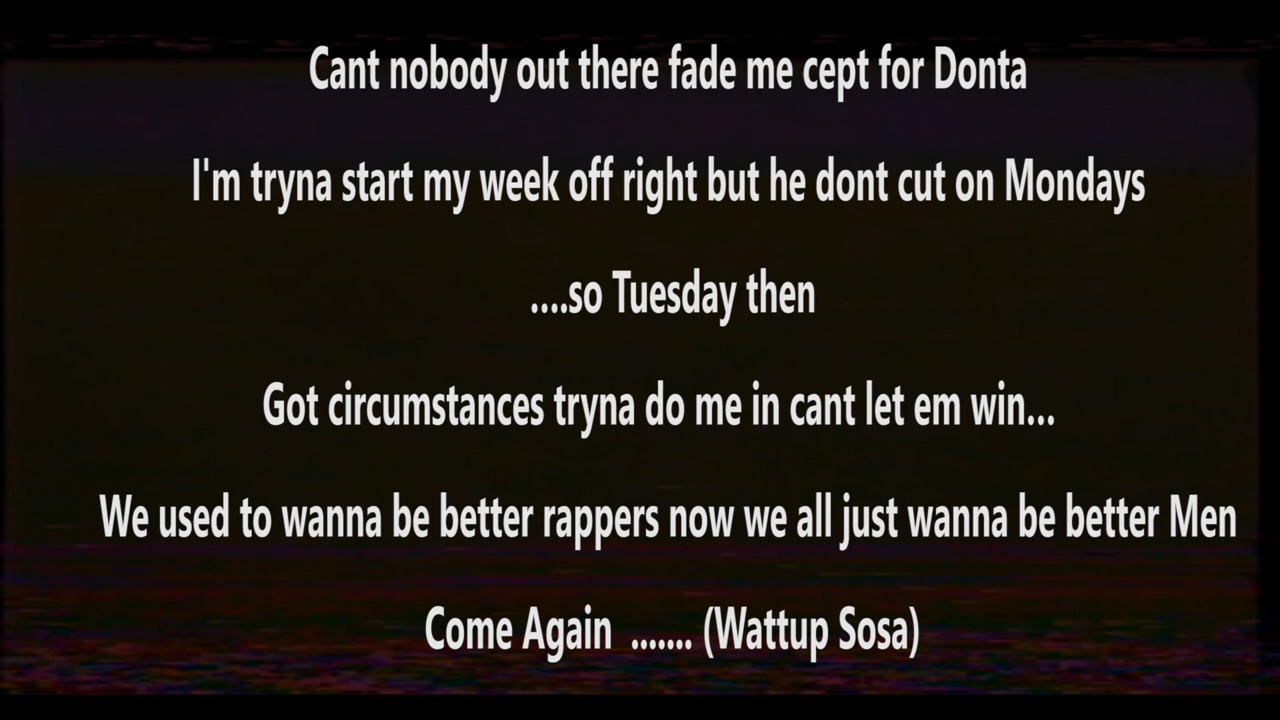 Cant nobody out there fade me cept for Donta
I'm tryna start my week off right but he dont cut on Mondays
....so Tuesday then
Got circumstances tryna do me in cant let em win...
We used to wanna be better rappers now we all just wanna be better Men
Come Again ....... (Wattup Sosa)